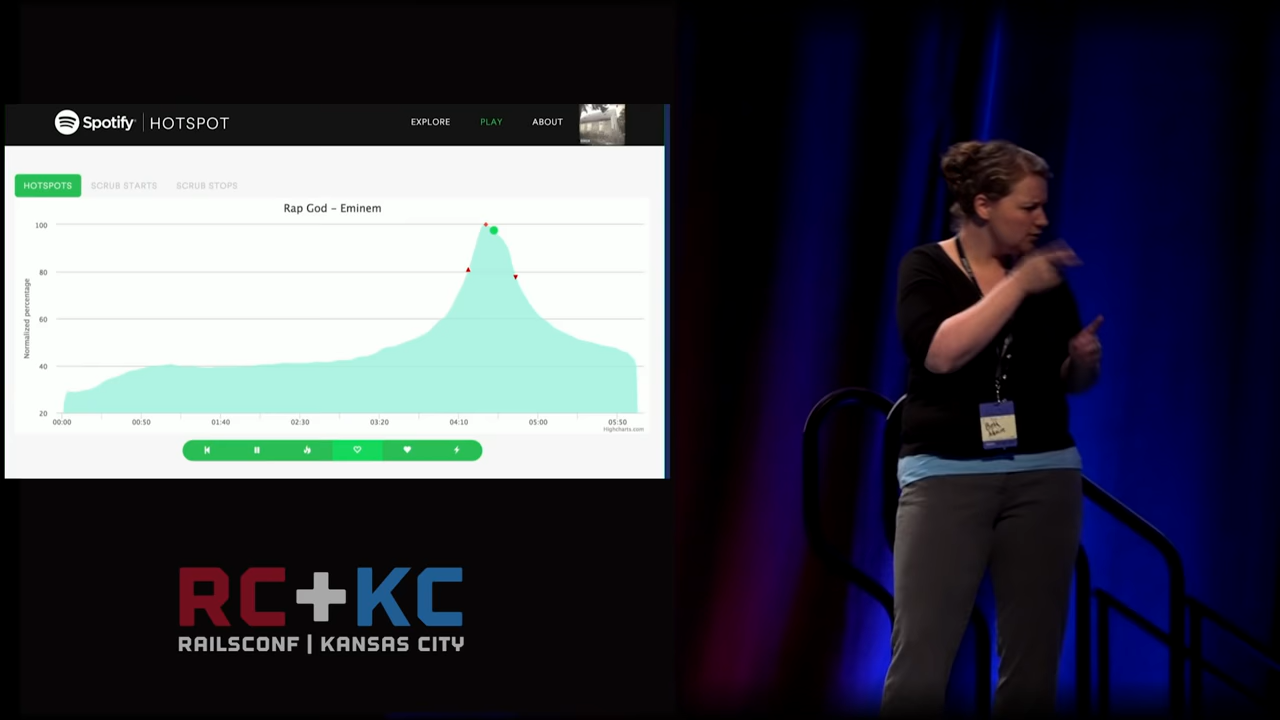 Spotify | HOTSPOT
EXPLORE PLAY ABOUT
HOTSPOTS SCRUB STARTS SCRUB STOPS
Rap God – Eminem
Normalized percentage
100
80
60
40
20
00:00 00:50 01:40 02:30 03:20 04:10 05:00 05:50
Highcharts.com
RC+KC
RAILSCONF | KANSAS CITY